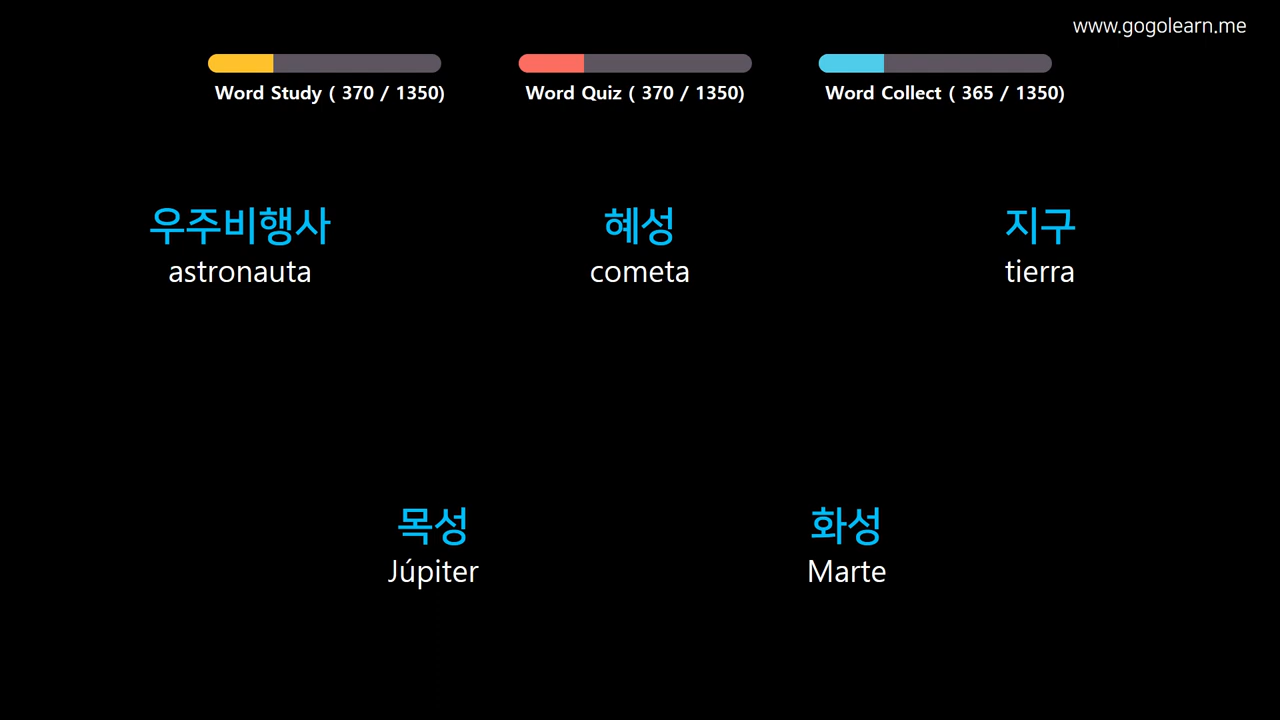 www.gogolearn.me
Word Study ( 370 / 1350)
Word Quiz ( 370 / 1350)
Word Collect ( 365 / 1350)
우주비행사
astronauta
혜성
cometa
지구
tierra
목성
Júpiter
화성
Marte